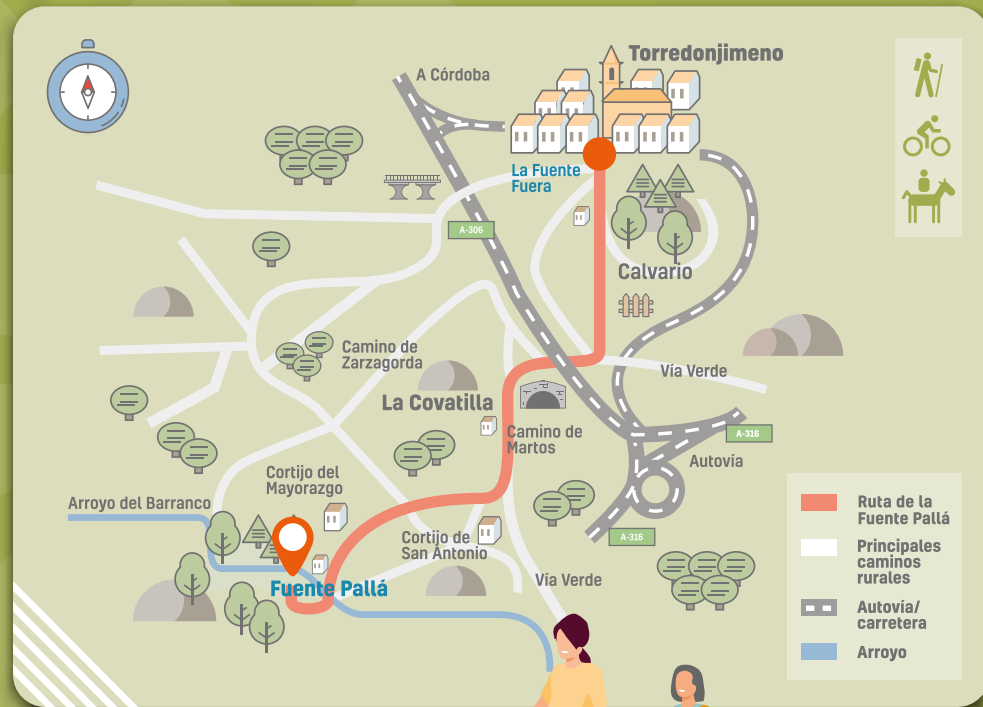 Torredonjimeno
A Córdoba
La Fuente
Fuera
A-306
Calvario
Camino de
Zarzagorda
Vía Verde
La Covatilla
Camino de
Martos
A-316
Autovía
Cortijo del
Mayorazgo
Arroyo del Barranco
Cortijo de
San Antonio
A-316
Vía Verde
Fuente Pallá
Ruta de la
Fuente Pallá
Principales
caminos
rurales
Autovía/
carretera
Arroyo